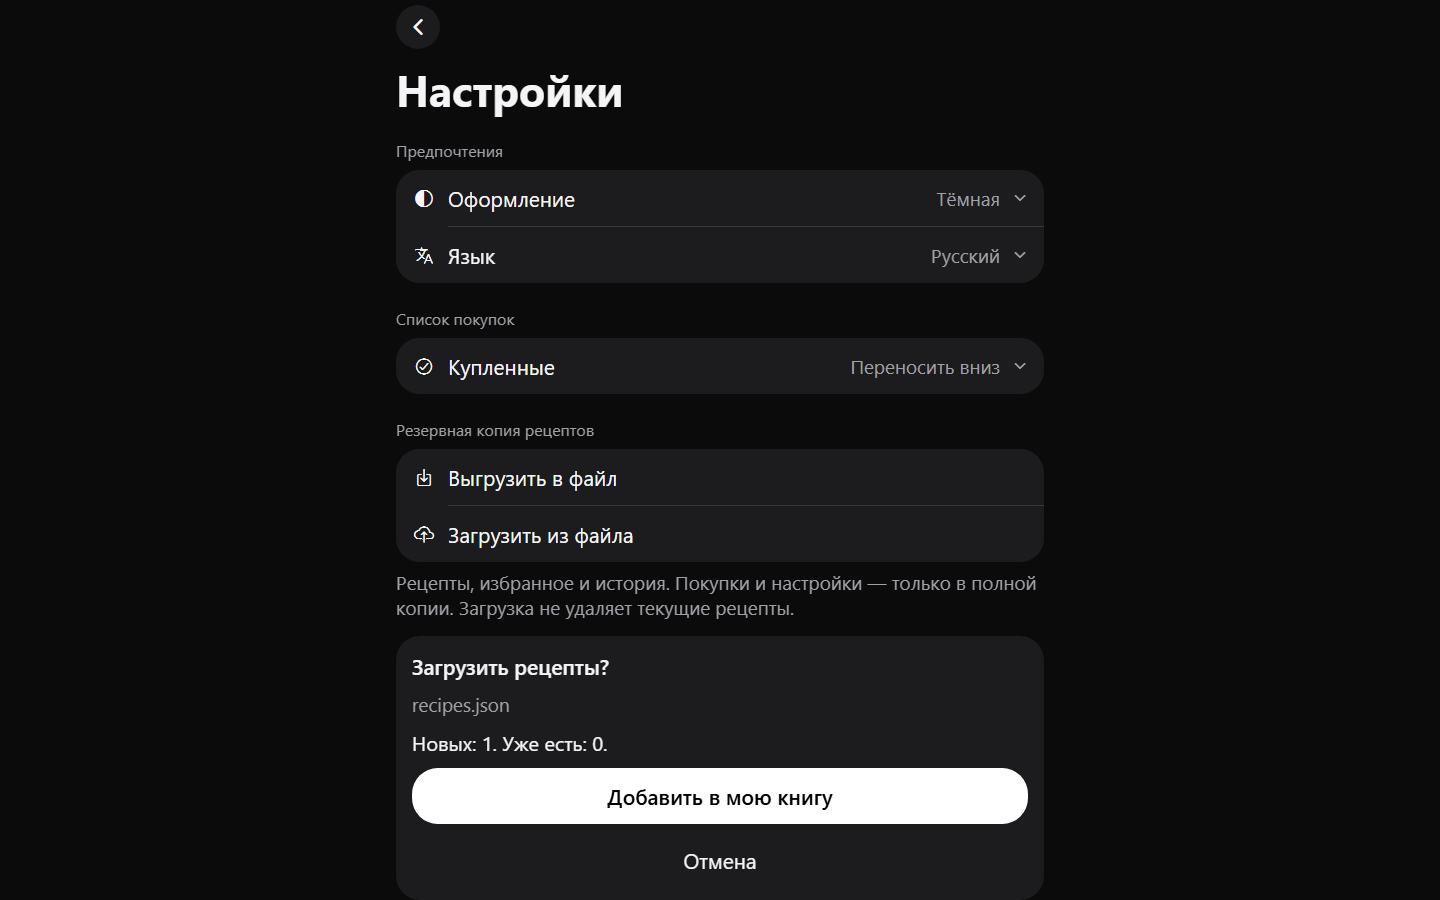 Настройки
Предпочтения
Оформление
Тёмная
Язык
Русский
Список покупок
Купленные
Переносить вниз
Резервная копия рецептов
Выгрузить в файл
Загрузить из файла
Рецепты, избранное и история. Покупки и настройки — только в полной
копии. Загрузка не удаляет текущие рецепты.
Загрузить рецепты?
recipes.json
Новых: 1. Уже есть: 0.
Добавить в мою книгу
Отмена